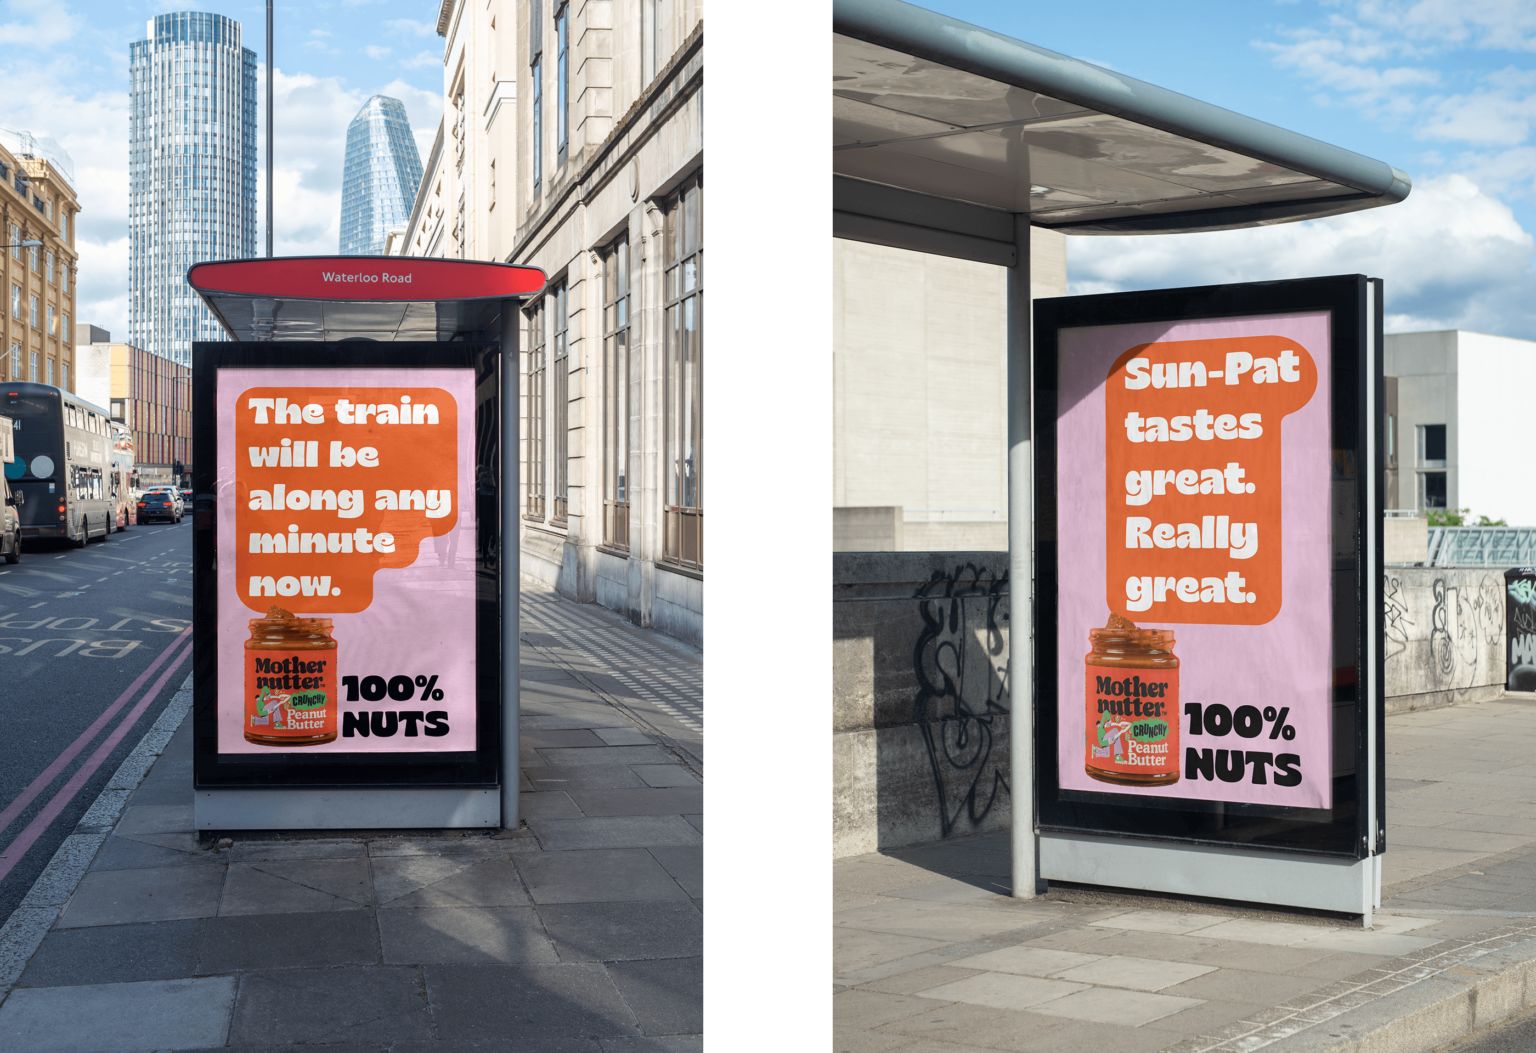 Waterloo Road
The train
will be
along any
minute
now.
Mother
nutter
CRUNCHY
Peanut
Butter
100%
NUTS
41
BUS
STOP
Sun-Pat
tastes
great.
Really
great.
Mother
nutter
CRUNCHY
Peanut
Butter
100%
NUTS